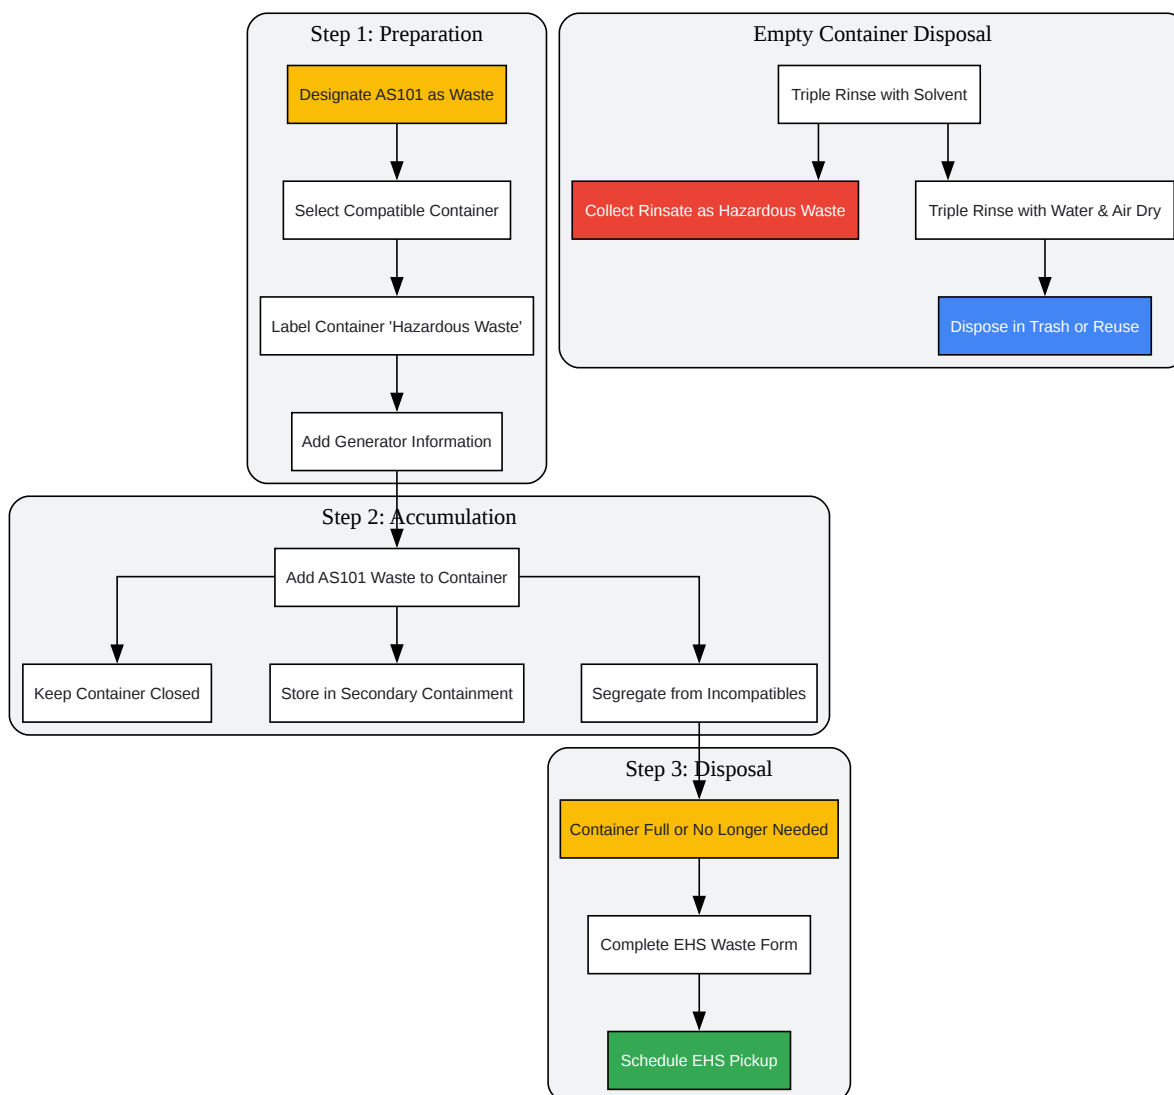 Step 1: Preparation
Designate AS101 as Waste
Select Compatible Container
Label Container 'Hazardous Waste'
Add Generator Information
Empty Container Disposal
Triple Rinse with Solvent
Collect Rinsate as Hazardous Waste
Triple Rinse with Water & Air Dry
Dispose in Trash or Reuse
Step 2: Accumulation
Add AS101 Waste to Container
Keep Container Closed
Store in Secondary Containment
Segregate from Incompatibles
Step 3: Disposal
Container Full or No Longer Needed
Complete EHS Waste Form
Schedule EHS Pickup